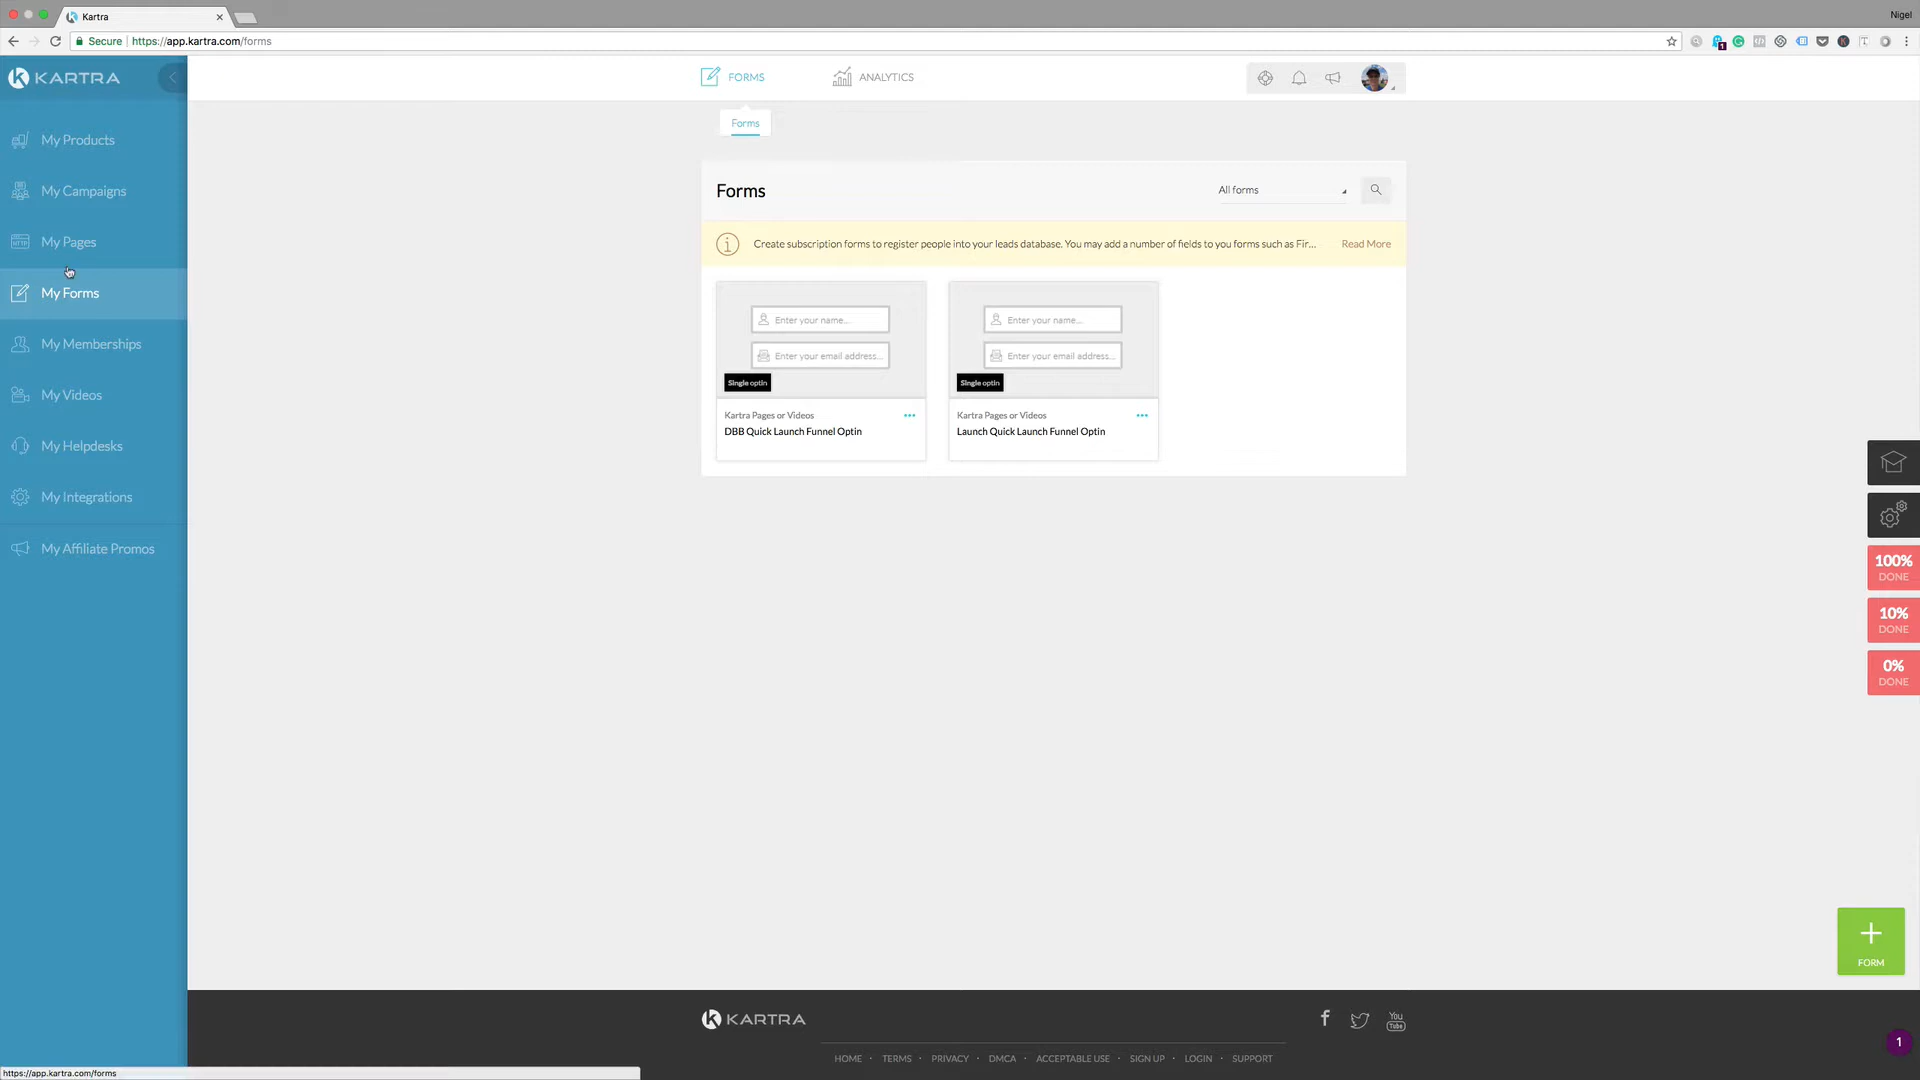 Kartra
Nigel
Secure | https://app.kartra.com/forms
1
KARTRA
FORMS
ANALYTICS
My Products
My Campaigns
My Pages
My Forms
My Memberships
My Videos
My Helpdesks
My Integrations
My Affiliate Promos
Forms
Forms
All forms
Create subscription forms to register people into your leads database. You may add a number of fields to you forms such as Fir...
Read More
Enter your name...
Enter your email address...
Single optin
Kartra Pages or Videos
DBB Quick Launch Funnel Optin
Enter your name...
Enter your email address...
Single optin
Kartra Pages or Videos
Launch Quick Launch Funnel Optin
100%
DONE
10%
DONE
0%
DONE
+
FORM
KARTRA
You
Tube
HOME · TERMS · PRIVACY · DMCA · ACCEPTABLE USE · SIGN UP · LOGIN · SUPPORT
1
https://app.kartra.com/forms